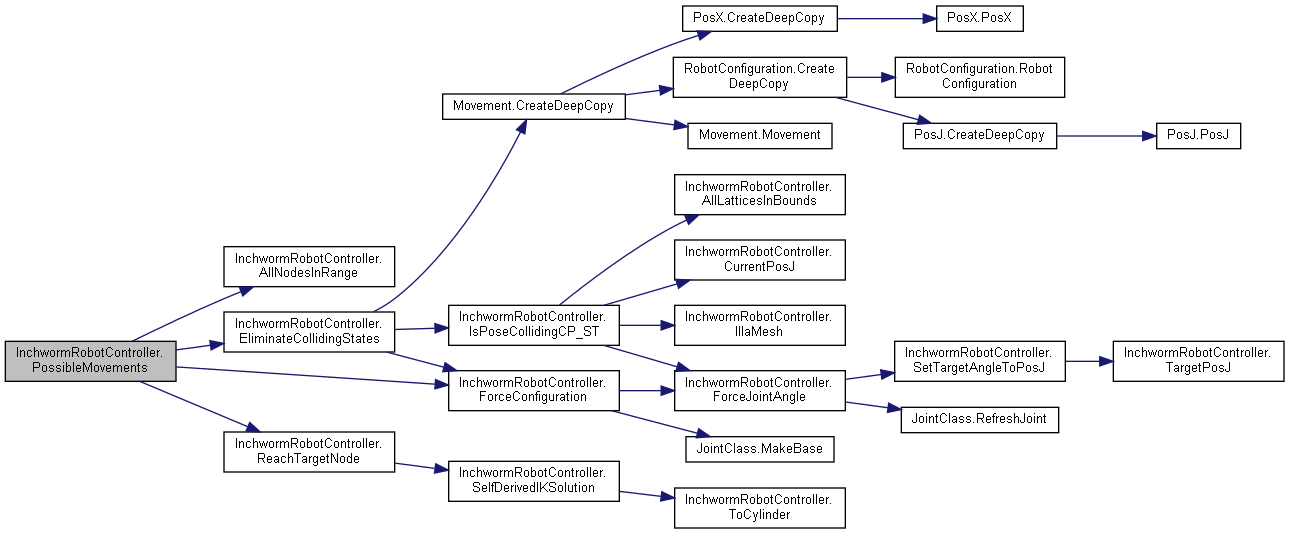 PosX.CreateDeepCopy
PosX.PosX
RobotConfiguration.Create
DeepCopy
RobotConfiguration.Robot
Configuration
Movement.CreateDeepCopy
Movement.Movement
PosJ.CreateDeepCopy
PosJ.PosJ
InchwormRobotController.
AllLatticesInBounds
InchwormRobotController.
AllNodesInRange
InchwormRobotController.
CurrentPosJ
InchwormRobotController.
EliminateCollidingStates
InchwormRobotController.
IsPoseCollidingCP_ST
InchwormRobotController.
IllaMesh
InchwormRobotController.
PossibleMovements
InchwormRobotController.
ForceConfiguration
InchwormRobotController.
ForceJointAngle
InchwormRobotController.
SetTargetAngleToPosJ
InchwormRobotController.
TargetPosJ
JointClass.RefreshJoint
InchwormRobotController.
ReachTargetNode
JointClass.MakeBase
InchwormRobotController.
SelfDerivedIKSolution
InchwormRobotController.
ToCylinder